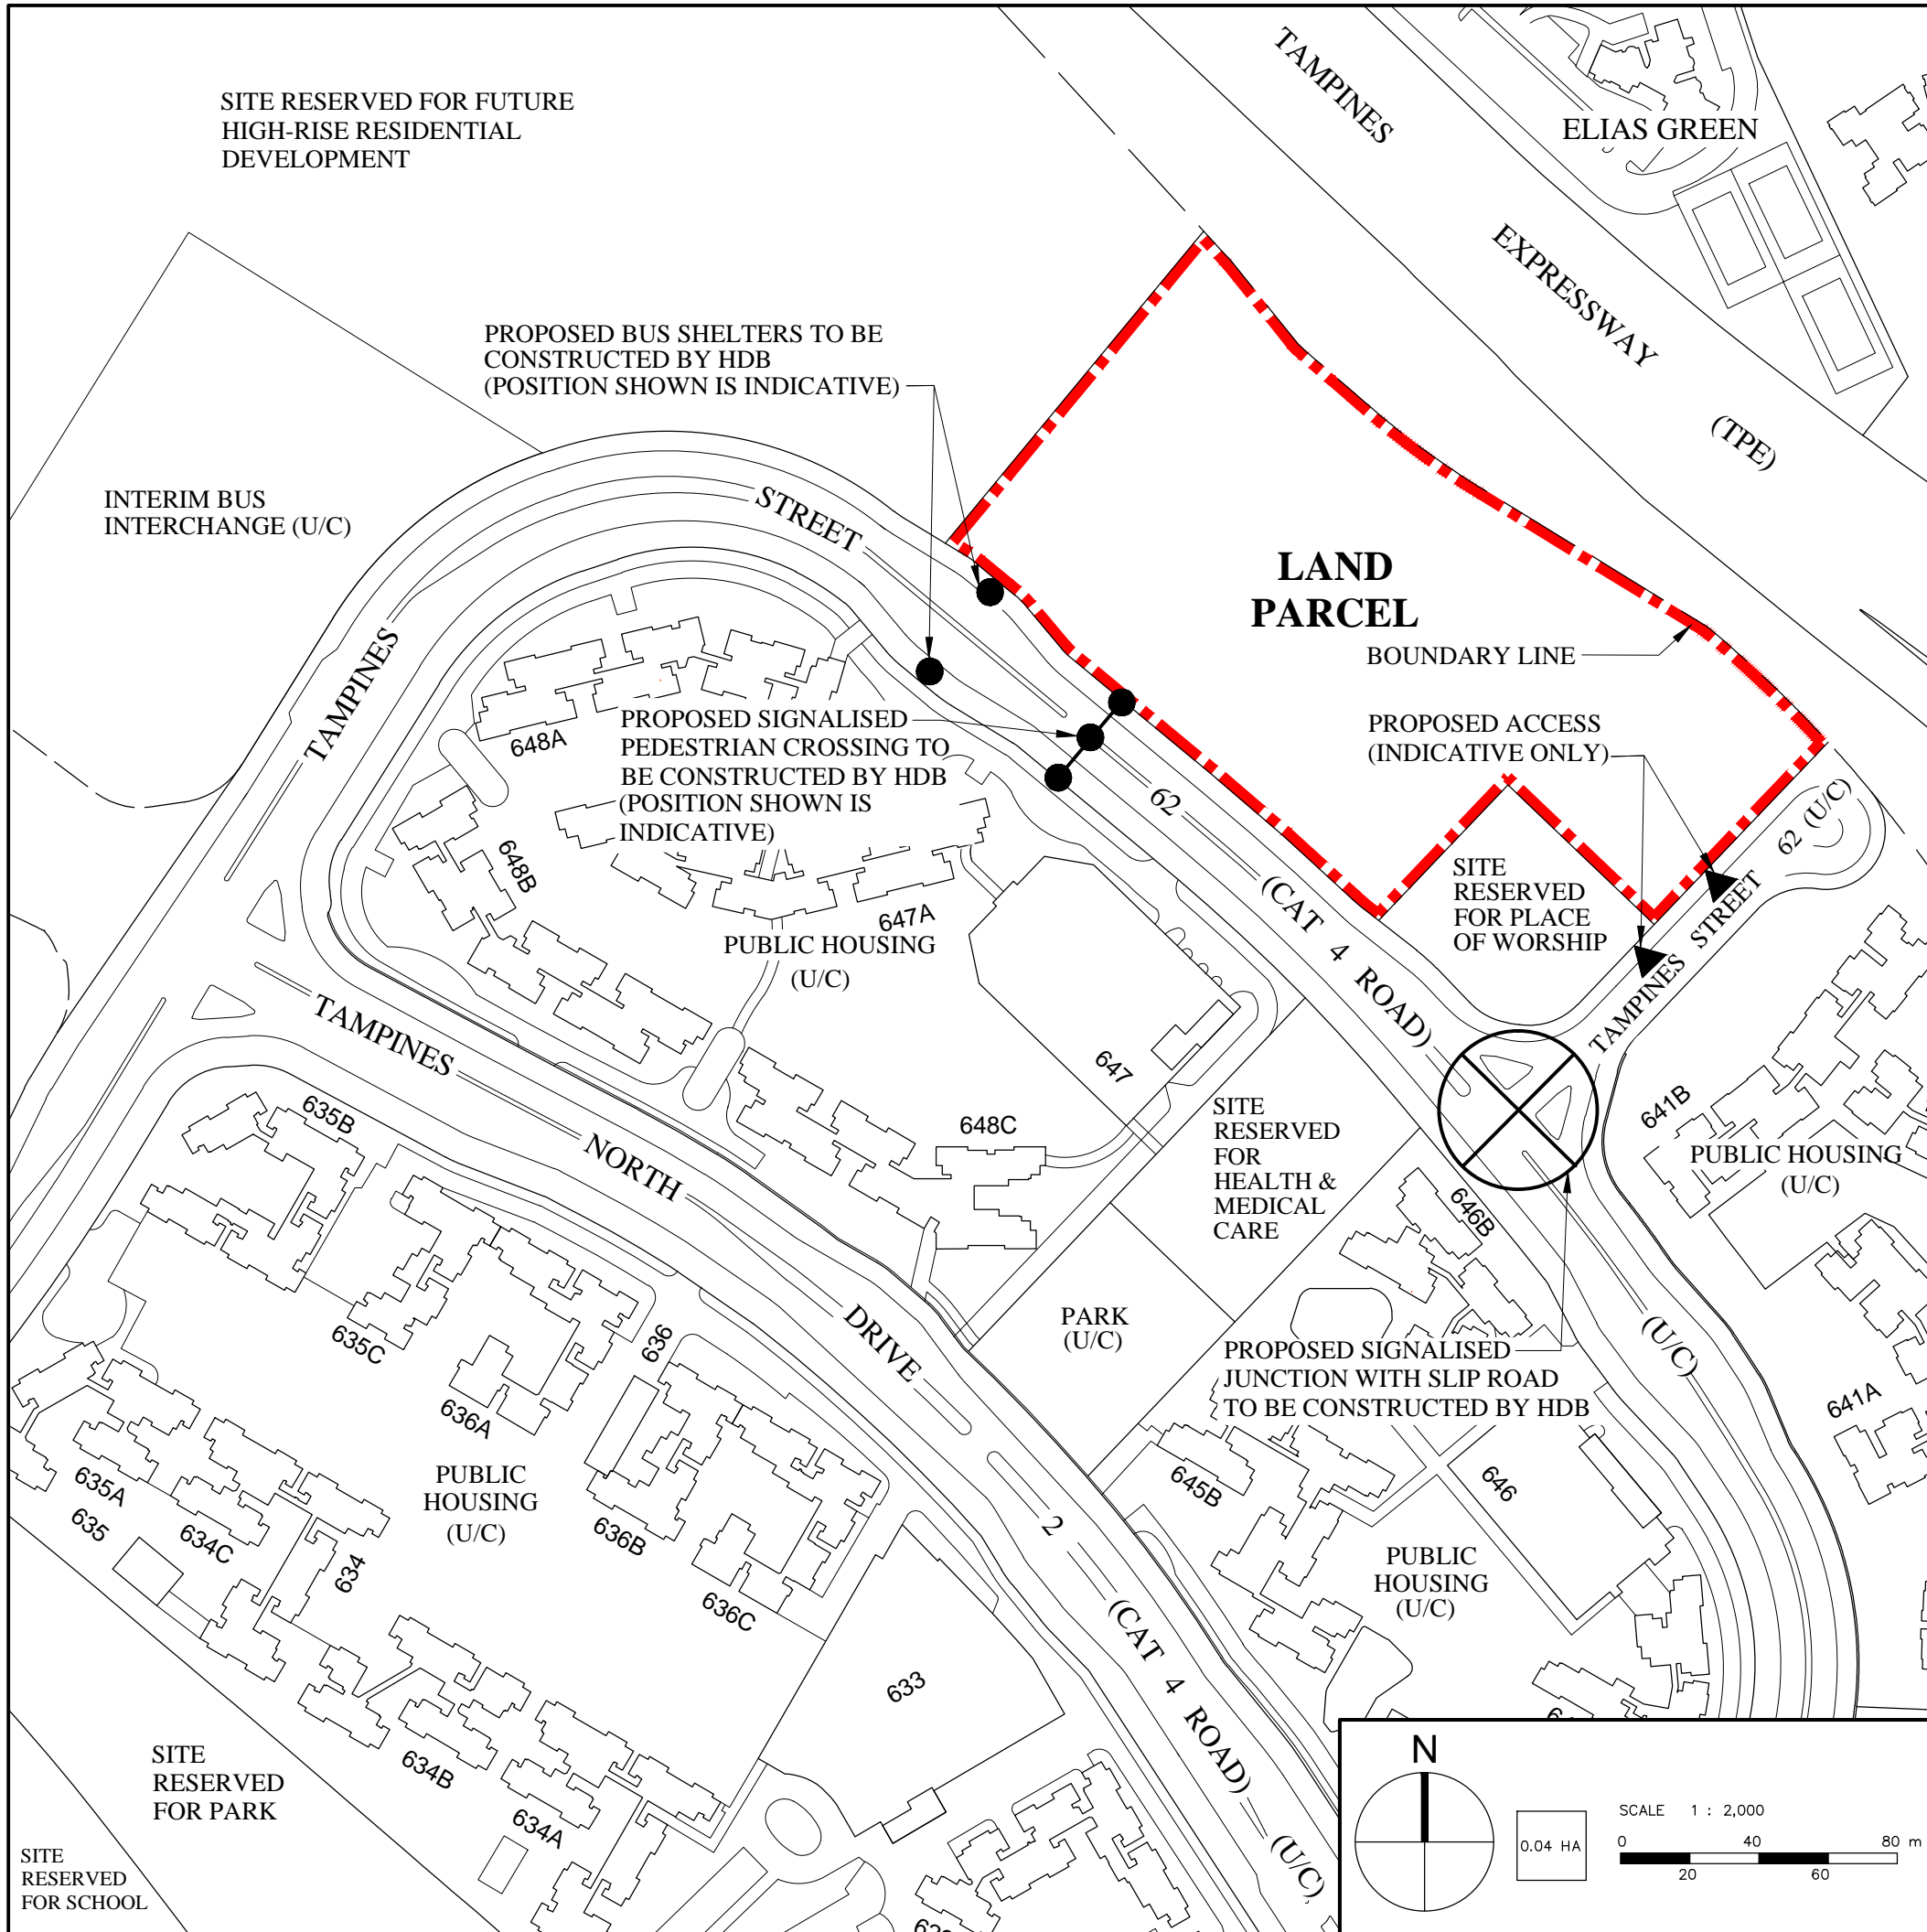 SITE RESERVED FOR FUTURE
HIGH-RISE RESIDENTIAL
DEVELOPMENT
TAMPINES
EXPRESSWAY
(TPE)
ELIAS GREEN
PROPOSED BUS SHELTERS TO BE
CONSTRUCTED BY HDB
(POSITION SHOWN IS INDICATIVE)
INTERIM BUS
INTERCHANGE (U/C)
TAMPINES
STREET
62
(CAT 4 ROAD)
(U/C)
LAND
PARCEL
BOUNDARY LINE
PROPOSED ACCESS
(INDICATIVE ONLY)
SITE
RESERVED
FOR PLACE
OF WORSHIP
TAMPINES STREET 62 (U/C)
PROPOSED SIGNALISED
PEDESTRIAN CROSSING TO
BE CONSTRUCTED BY HDB
(POSITION SHOWN IS
INDICATIVE)
648A
648B
647A
PUBLIC HOUSING
(U/C)
647
648C
TAMPINES
NORTH
DRIVE
2
(CAT 4 ROAD)
(U/C)
SITE
RESERVED
FOR
HEALTH &
MEDICAL
CARE
PARK
(U/C)
641B
PUBLIC HOUSING
(U/C)
641A
646B
PROPOSED SIGNALISED
JUNCTION WITH SLIP ROAD
TO BE CONSTRUCTED BY HDB
645B
646
PUBLIC
HOUSING
(U/C)
635B
635C
636
636A
636B
636C
PUBLIC
HOUSING
(U/C)
635A
635
634C
634
634B
634A
633
SITE
RESERVED
FOR PARK
SITE
RESERVED
FOR SCHOOL
N
0.04 HA
SCALE 1 : 2,000
0 40 80 m
20 60